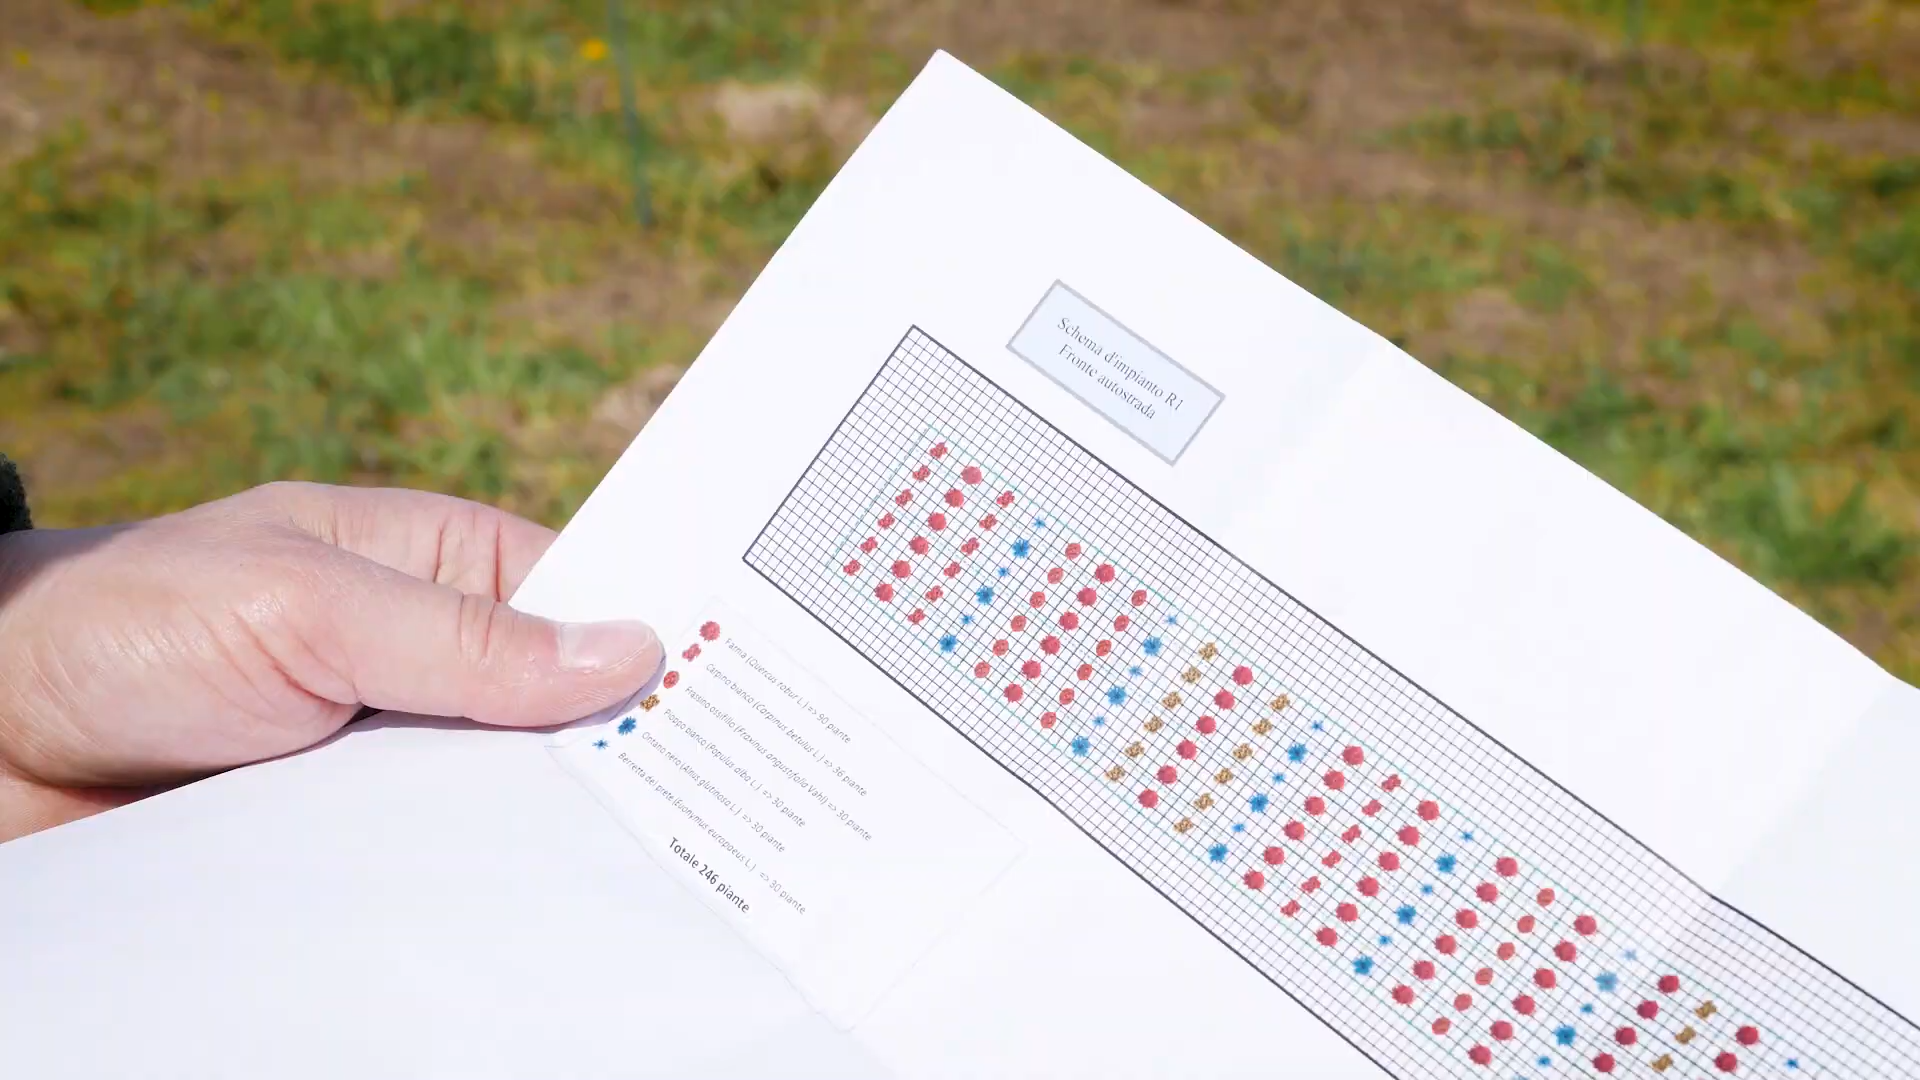 Schema d'impianto R1
Fronte autostrada
Farnia (Quercus robur L.) => 90 piante
Carpino bianco (Carpinus betulus L.) => 36 piante
Frassino ossifillo (Fraxinus angustifolia Vahl) => 30 piante
Pioppo bianco (Populus alba L.) => 30 piante
Ontano nero (Alnus glutinosa L.) => 30 piante
Berretta del prete (Euonymus europaeus L.) => 30 piante
Totale 246 piante